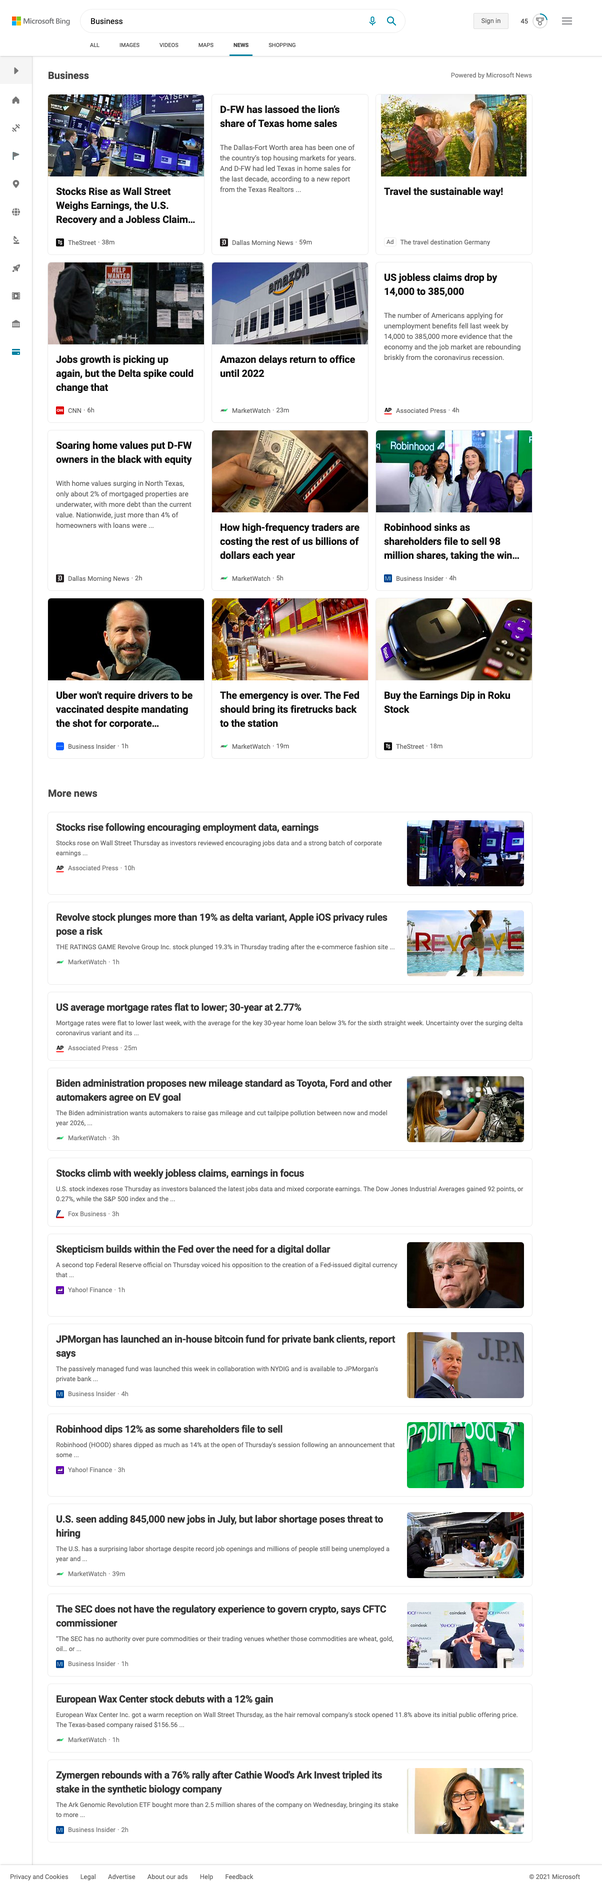 Microsoft Bing
Business
Sign in
45
ALL
IMAGES
VIDEOS
MAPS
NEWS
SHOPPING
Business
Powered by Microsoft News
Stocks Rise as Wall Street
Weighs Earnings, the U.S.
Recovery and a Jobless Claim...
TheStreet · 38m
D-FW has lassoed the lion's
share of Texas home sales
The Dallas-Fort Worth area has been one of
the country's top housing markets for years.
And D-FW had led Texas in home sales for
the last decade, according to a new report
from the Texas Realtors ...
Dallas Morning News · 59m
Travel the sustainable way!
Ad The travel destination Germany
HELP
WANTED
Jobs growth is picking up
again, but the Delta spike could
change that
CNN · 6h
amazon
Amazon delays return to office
until 2022
MarketWatch · 23m
US jobless claims drop by
14,000 to 385,000
The number of Americans applying for
unemployment benefits fell last week by
14,000 to 385,000 more evidence that the
economy and the job market are rebounding
briskly from the coronavirus recession.
AP Associated Press · 4h
Soaring home values put D-FW
owners in the black with equity
With home values surging in North Texas,
only about 2% of mortgaged properties are
underwater, with more debt than the current
value. Nationwide, just more than 4% of
homeowners with loans were ...
Dallas Morning News · 2h
How high-frequency traders are
costing the rest of us billions of
dollars each year
MarketWatch · 5h
Robinhood
Robinhood sinks as
shareholders file to sell 98
million shares, taking the win...
Business Insider · 4h
Uber won't require drivers to be
vaccinated despite mandating
the shot for corporate...
Business Insider · 1h
The emergency is over. The Fed
should bring its firetrucks back
to the station
MarketWatch · 19m
Buy the Earnings Dip in Roku
Stock
TheStreet · 18m
More news
Stocks rise following encouraging employment data, earnings
Stocks rose on Wall Street Thursday as investors reviewed encouraging jobs data and a strong batch of corporate
earnings ...
AP Associated Press · 10h
Revolve stock plunges more than 19% as delta variant, Apple iOS privacy rules
pose a risk
THE RATINGS GAME Revolve Group Inc. stock plunged 19.3% in Thursday trading after the e-commerce fashion site ...
MarketWatch · 1h
REVOLVE
US average mortgage rates flat to lower; 30-year at 2.77%
Mortgage rates were flat to lower last week, with the average for the key 30-year home loan below 3% for the sixth straight week. Uncertainty over the surging delta
coronavirus variant and its ...
AP Associated Press · 25m
Biden administration proposes new mileage standard as Toyota, Ford and other
automakers agree on EV goal
The Biden administration wants automakers to raise gas mileage and cut tailpipe pollution between now and model
year 2026, ...
MarketWatch · 3h
Stocks climb with weekly jobless claims, earnings in focus
U.S. stock indexes rose Thursday as investors balanced the latest jobs data and mixed corporate earnings. The Dow Jones Industrial Averages gained 92 points, or
0.27%, while the S&P 500 index and the ...
Fox Business · 3h
Skepticism builds within the Fed over the need for a digital dollar
A second top Federal Reserve official on Thursday voiced his opposition to the creation of a Fed-issued digital currency
that ...
Yahoo! Finance · 1h
JPMorgan has launched an in-house bitcoin fund for private bank clients, report
says
The passively managed fund was launched this week in collaboration with NYDIG and is available to JPMorgan's
private bank ...
Business Insider · 4h
J.P.M
Robinhood dips 12% as some shareholders file to sell
Robinhood (HOOD) shares dipped as much as 14% at the open of Thursday's session following an announcement that
some ...
Yahoo! Finance · 3h
Robinhood
U.S. seen adding 845,000 new jobs in July, but labor shortage poses threat to
hiring
The U.S. has a surprising labor shortage despite record job openings and millions of people still being unemployed a
year and ...
MarketWatch · 39m
The SEC does not have the regulatory experience to govern crypto, says CFTC
commissioner
"The SEC has no authority over pure commodities or their trading venues whether those commodities are wheat, gold,
oil... or ...
Business Insider · 1h
coindesk
European Wax Center stock debuts with a 12% gain
European Wax Center Inc. got a warm reception on Wall Street Thursday, as the hair removal company's stock opened 11.8% above its initial public offering price.
The Texas-based company raised $156.56 ...
MarketWatch · 1h
Zymergen rebounds with a 76% rally after Cathie Wood's Ark Invest tripled its
stake in the synthetic biology company
The Ark Genomic Revolution ETF bought more than 2.5 million shares of the company on Wednesday, bringing its stake
to more ...
Business Insider · 2h
Privacy and Cookies
Legal
Advertise
About our ads
Help
Feedback
© 2021 Microsoft